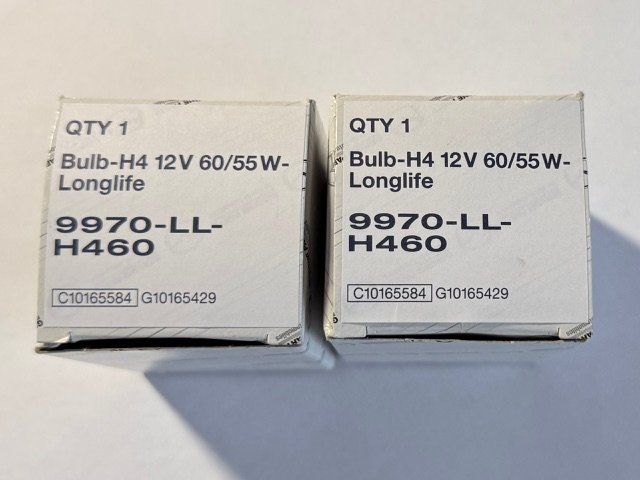 QTY 1
Bulb-H4 12V 60/55W-
Longlife
9970-LL-
H460
C10165584 G10165429
QTY 1
Bulb-H4 12V 60/55W-
Longlife
9970-LL-
H460
C10165584 G10165429